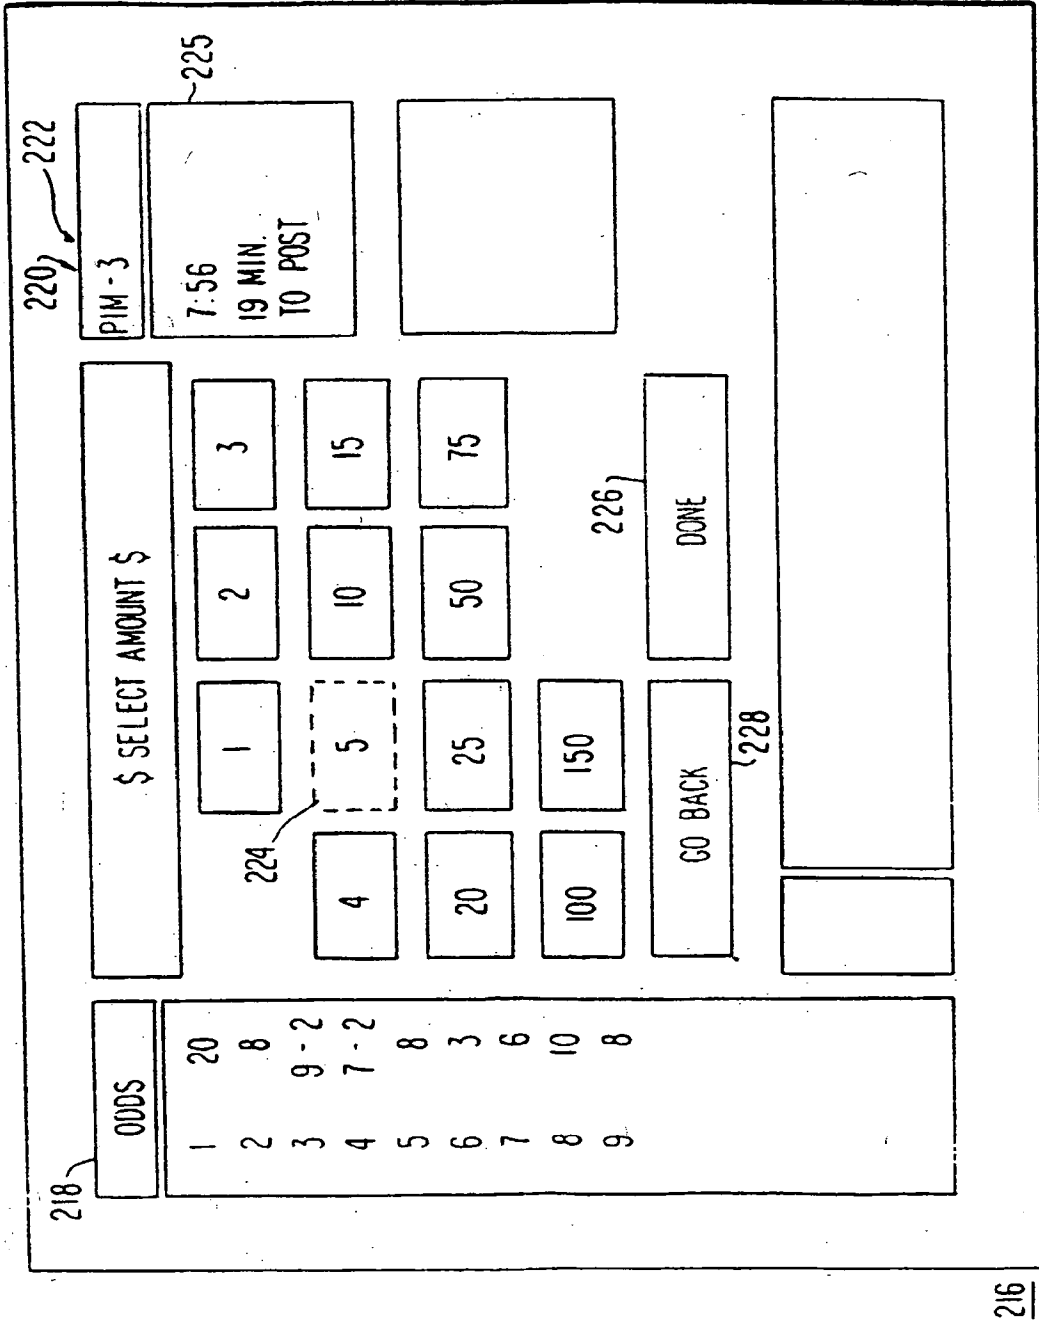 220 222
218
ODDS
$ SELECT AMOUNT $
PIM - 3
225
1 20
2 8
3 9 - 2
4 7 - 2
5 8
6 3
7 6
8 10
9 8
1 2 3
224
4 5 10 15
20 25 50 75
100 150
7:56
19 MIN.
TO POST
226
GO BACK
DONE
228
216